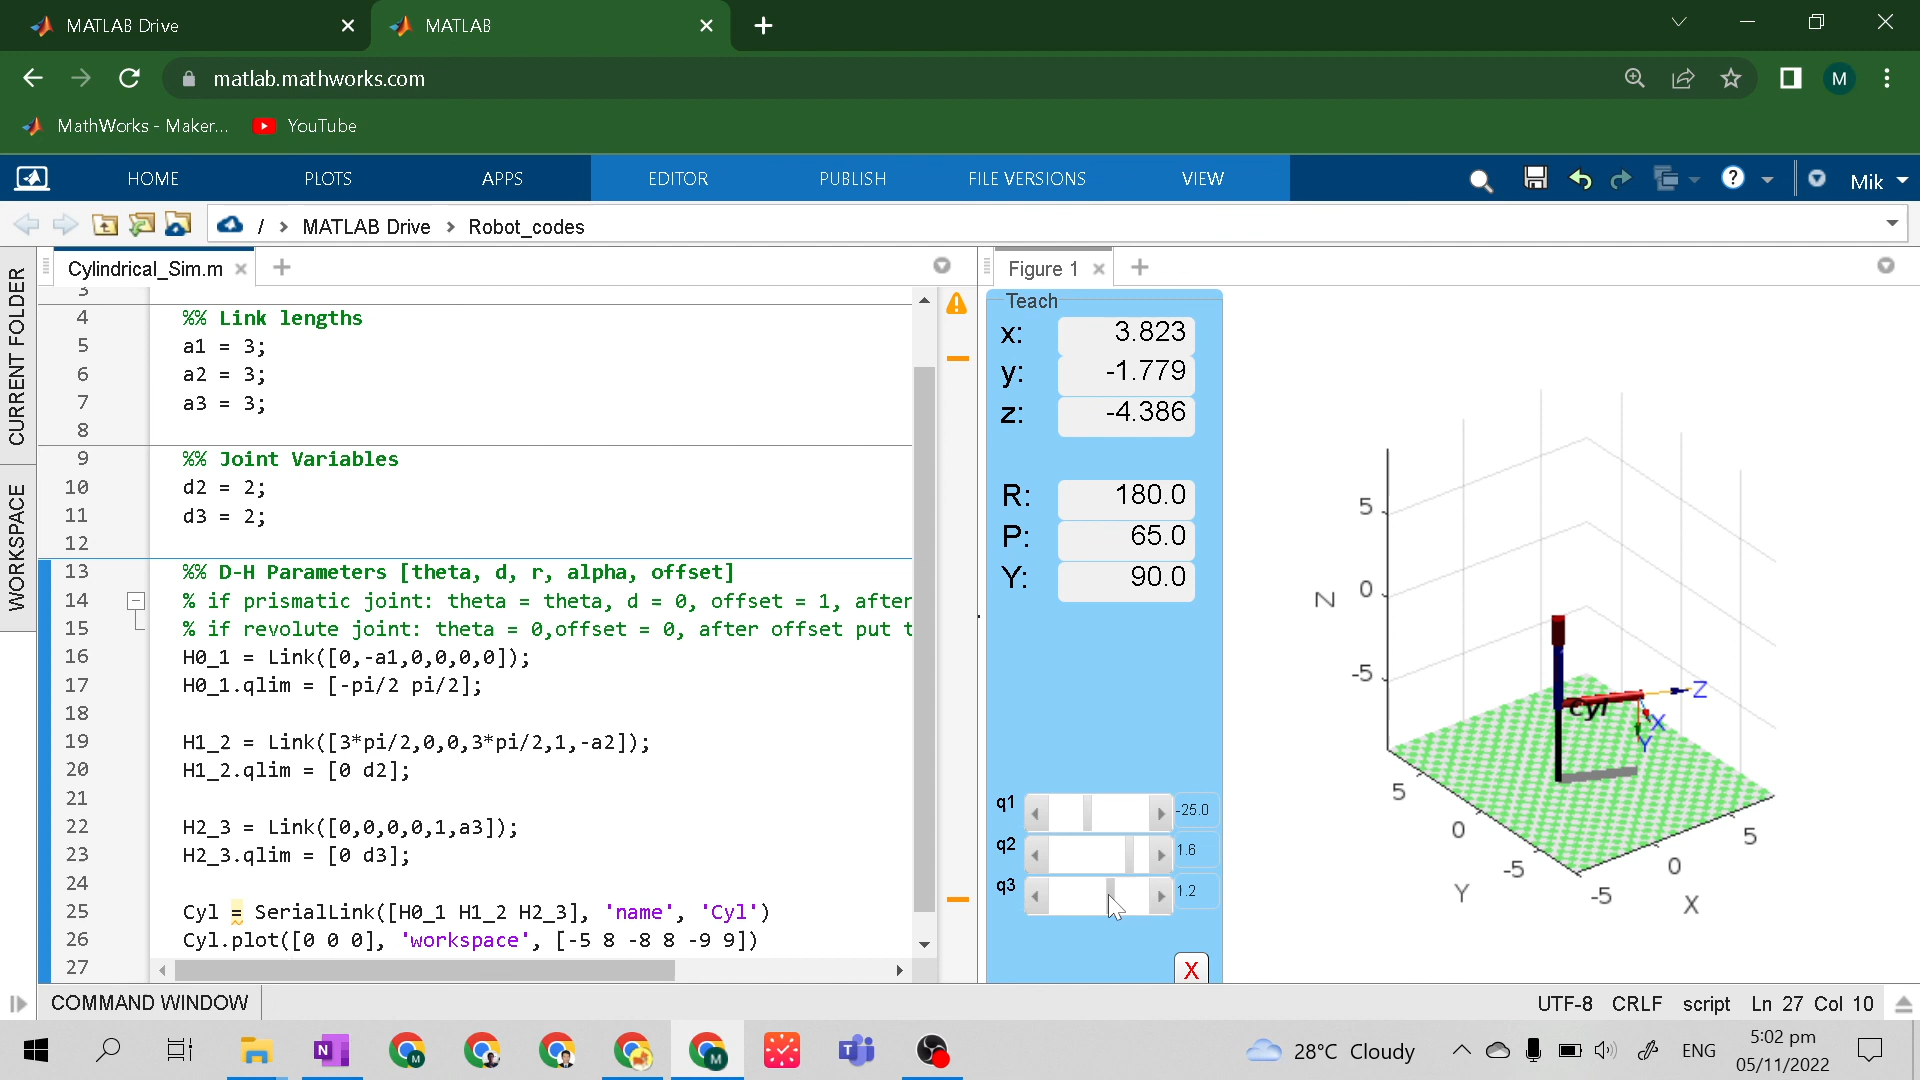 MATLAB Drive
MATLAB
matlab.mathworks.com
M
MathWorks - Maker...
YouTube
HOME
PLOTS
APPS
EDITOR
PUBLISH
FILE VERSIONS
VIEW
Mik
/ > MATLAB Drive > Robot_codes
CURRENT FOLDER
WORKSPACE
Cylindrical_Sim.m
3
4 %% Link lengths
5 a1 = 3;
6 a2 = 3;
7 a3 = 3;
8
9 %% Joint Variables
10 d2 = 2;
11 d3 = 2;
12
13 %% D-H Parameters [theta, d, r, alpha, offset]
14 % if prismatic joint: theta = theta, d = 0, offset = 1, after
15 % if revolute joint: theta = 0,offset = 0, after offset put t
16 H0_1 = Link([0,-a1,0,0,0,0]);
17 H0_1.qlim = [-pi/2 pi/2];
18
19 H1_2 = Link([3*pi/2,0,0,3*pi/2,1,-a2]);
20 H1_2.qlim = [0 d2];
21
22 H2_3 = Link([0,0,0,0,1,a3]);
23 H2_3.qlim = [0 d3];
24
25 Cyl = SerialLink([H0_1 H1_2 H2_3], 'name', 'Cyl')
26 Cyl.plot([0 0 0], 'workspace', [-5 8 -8 8 -9 9])
27
Figure 1
Teach
x: 3.823
y: -1.779
z: -4.386
R: 180.0
P: 65.0
Y: 90.0
q1 -25.0
q2 1.6
q3 1.2
X
5
0
-5
Z
Cyl
Z
X
Y
5
0
-5
Y
-5
0
5
X
COMMAND WINDOW
UTF-8 CRLF script Ln 27 Col 10
N
M
M
28°C Cloudy
ENG
5:02 pm
05/11/2022